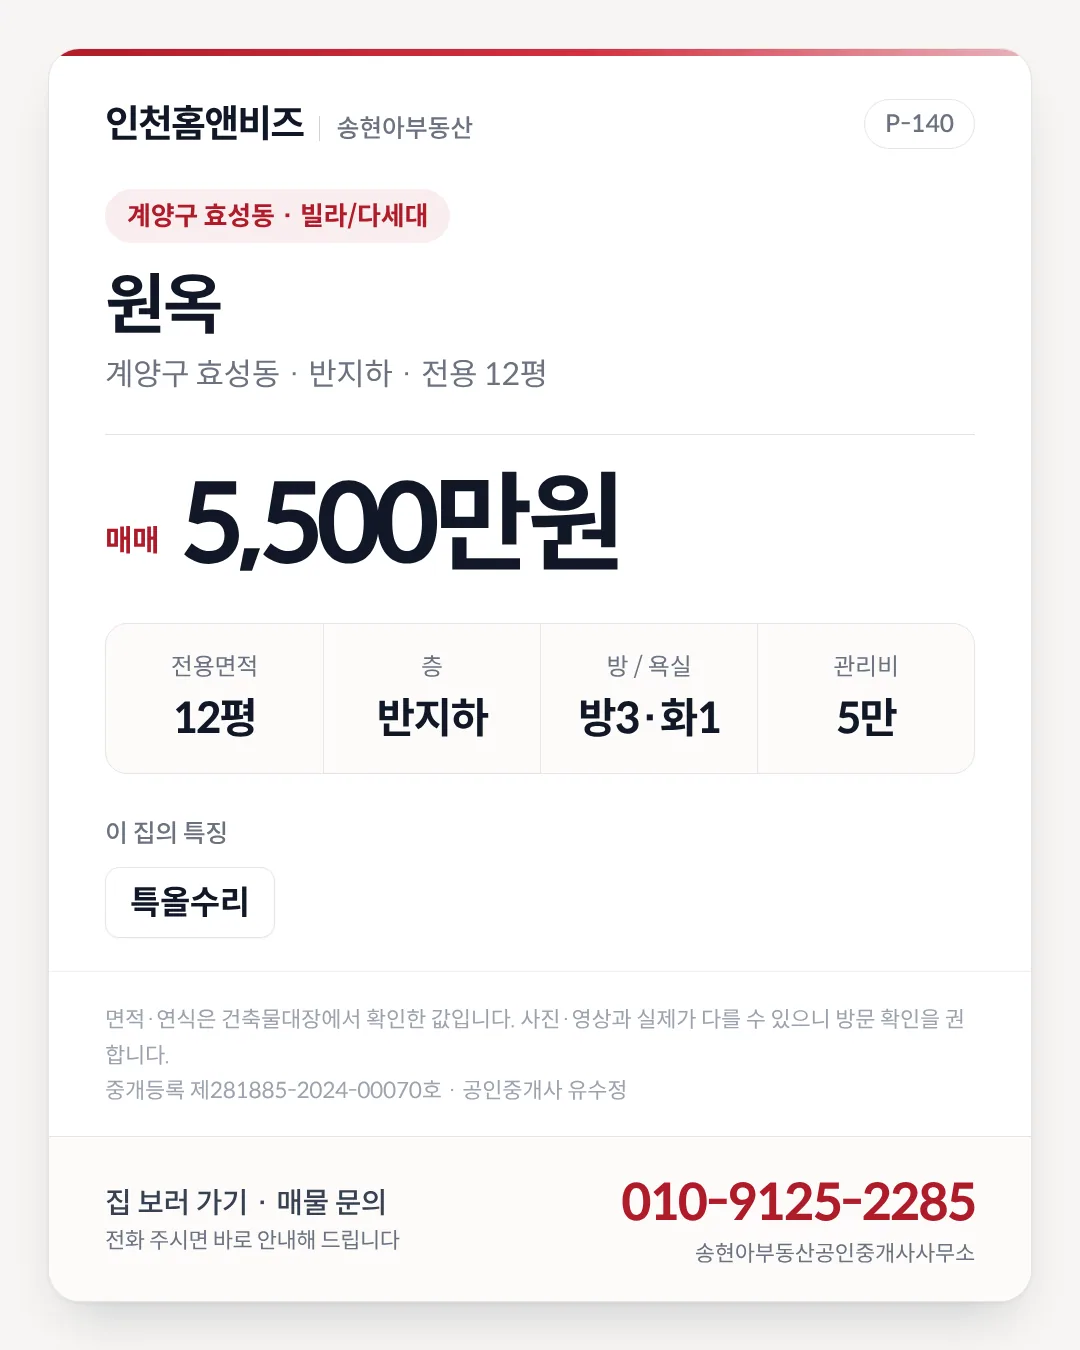 인천홈앤비즈 송현아부동산
P-140
계양구 효성동 · 빌라/다세대
원옥
계양구 효성동 · 반지하 · 전용 12평
매매 5,500만원
전용면적 층 방 / 욕실 관리비
12평 반지하 방3·화1 5만
이 집의 특징
특올수리
면적·연식은 건축물대장에서 확인한 값입니다. 사진·영상과 실제가 다를 수 있으니 방문 확인을 권
합니다.
중개등록 제281885-2024-00070호 · 공인중개사 유수정
집 보러 가기 · 매물 문의
전화 주시면 바로 안내해 드립니다
010-9125-2285
송현아부동산공인중개사사무소